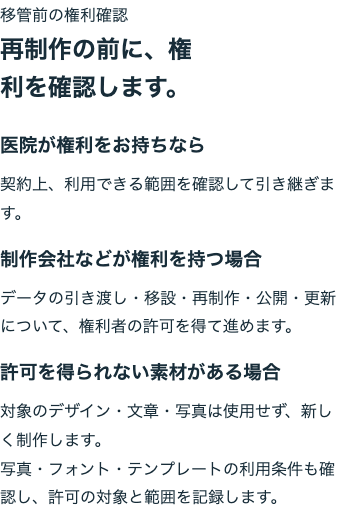 移管前の権利確認
再制作の前に、権
利を確認します。
医院が権利をお持ちなら
契約上、利用できる範囲を確認して引き継ぎま
す。
制作会社などが権利を持つ場合
データの引き渡し・移設・再制作・公開・更新
について、権利者の許可を得て進めます。
許可を得られない素材がある場合
対象のデザイン・文章・写真は使用せず、新し
く制作します。
写真・フォント・テンプレートの利用条件も確
認し、許可の対象と範囲を記録します。